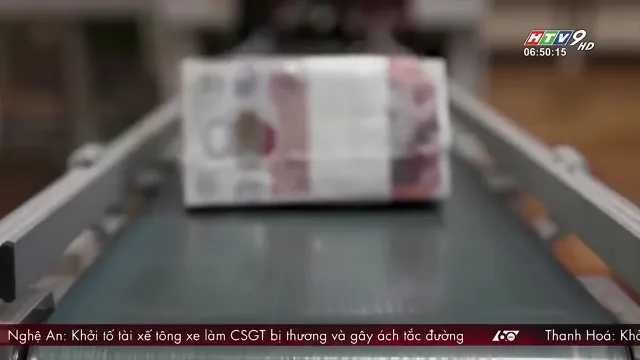 HTV9 HD
06:50:15
Nghệ An: Khởi tố tài xế tông xe làm CSGT bị thương và gây ách tắc đường 60 Thanh Hoá: Khở